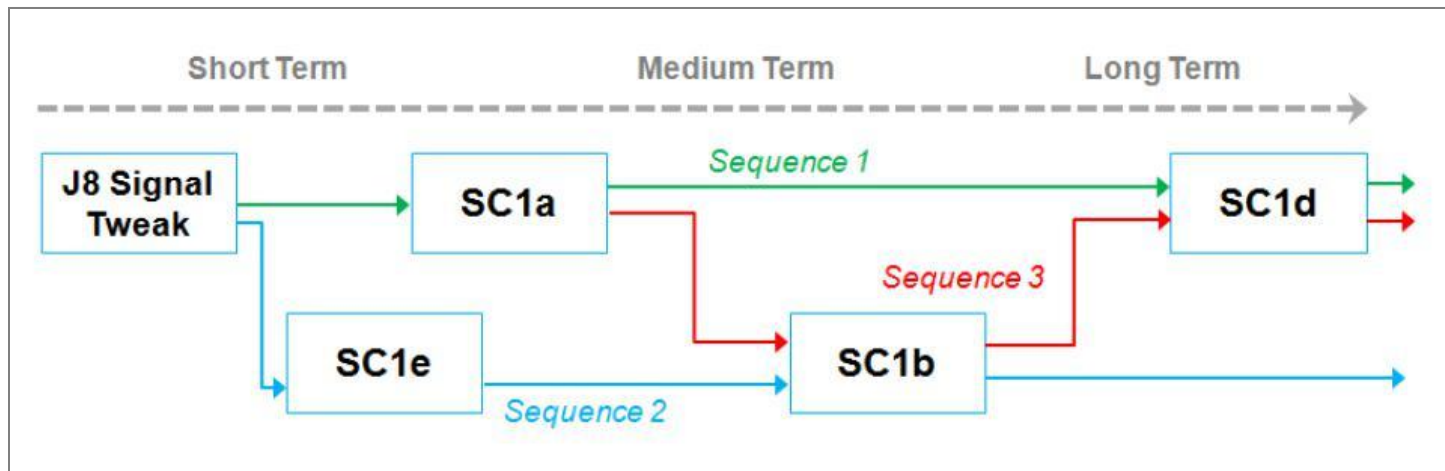 Short Term
Medium Term
Long Term
J8 Signal
Tweak
SC1a
Sequence 1
SC1d
Sequence 3
SC1e
SC1b
Sequence 2